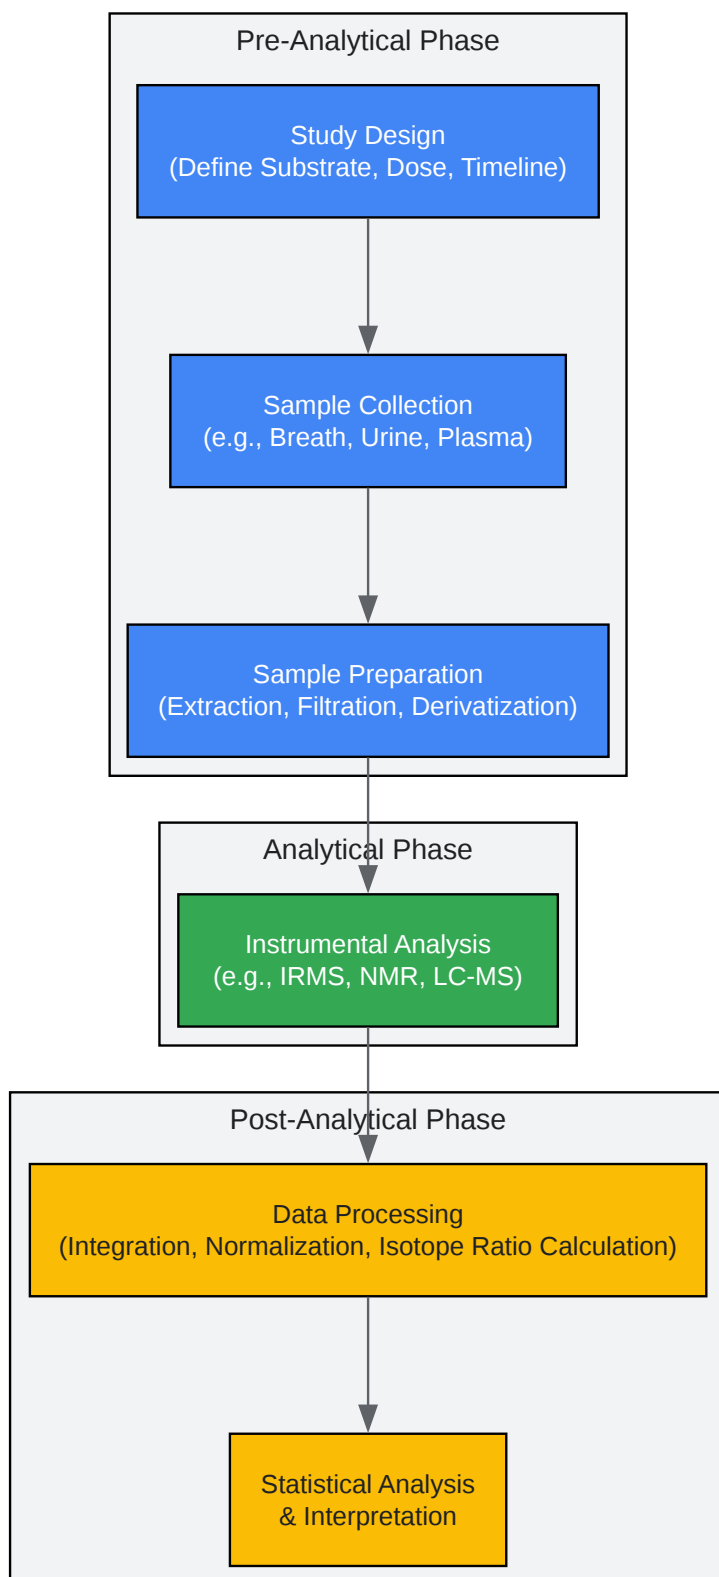 Pre-Analytical Phase
Study Design
(Define Substrate, Dose, Timeline)
Sample Collection
(e.g., Breath, Urine, Plasma)
Sample Preparation
(Extraction, Filtration, Derivatization)
Analytical Phase
Instrumental Analysis
(e.g., IRMS, NMR, LC-MS)
Post-Analytical Phase
Data Processing
(Integration, Normalization, Isotope Ratio Calculation)
Statistical Analysis
& Interpretation